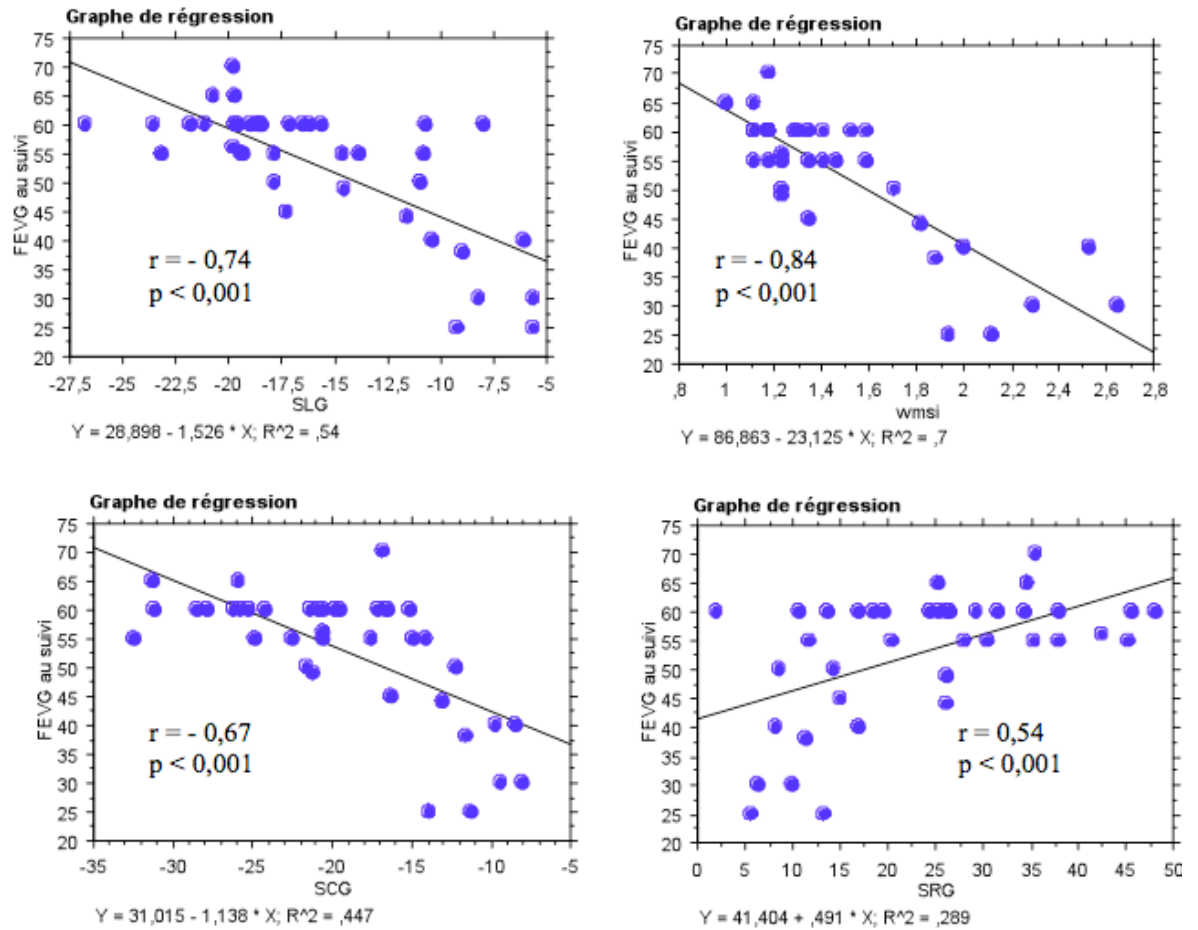 Graphe de régression
75
70
65
60
55
50
45
40
35
30
25
20
FEVG au suivi
r = - 0,74
p < 0,001
-27,5 -25 -22,5 -20 -17,5 -15 -12,5 -10 -7,5 -5
SLG
Y = 28,898 - 1,526 * X; R^2 = ,54
Graphe de régression
75
70
65
60
55
50
45
40
35
30
25
20
FEVG au suivi
r = - 0,84
p < 0,001
,8 1 1,2 1,4 1,6 1,8 2 2,2 2,4 2,6 2,8
wmsi
Y = 86,863 - 23,125 * X; R^2 = ,7
Graphe de régression
75
70
65
60
55
50
45
40
35
30
25
20
FEVG au suivi
r = - 0,67
p < 0,001
-35 -30 -25 -20 -15 -10 -5
SCG
Y = 31,015 - 1,138 * X; R^2 = ,447
Graphe de régression
75
70
65
60
55
50
45
40
35
30
25
20
FEVG au suivi
r = 0,54
p < 0,001
0 5 10 15 20 25 30 35 40 45 50
SRG
Y = 41,404 + ,491 * X; R^2 = ,289